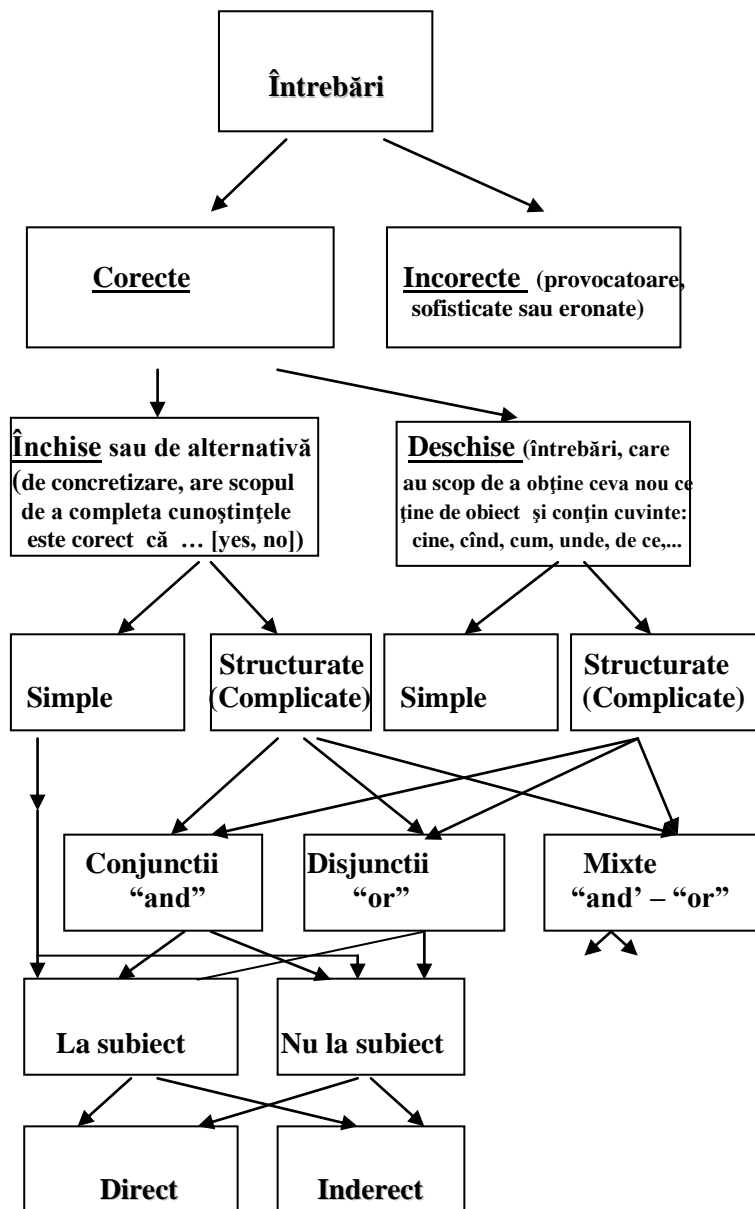 Întrebări
Corecte
Incorecte (provocatoare,
sofisticate sau eronate)
Închise sau de alternativă
(de concretizare, are scopul
de a completa cunoştinţele
este corect că … [yes, no])
Deschise (întrebări, care
au scop de a obţine ceva nou ce
ţine de obiect şi conţin cuvinte:
cine, cînd, cum, unde, de ce,...
Simple
Structurate
(Complicate)
Simple
Structurate
(Complicate)
Conjunctii
“and”
Disjunctii
“or”
Mixte
“and’ – “or”
La subiect
Nu la subiect
Direct
Inderect